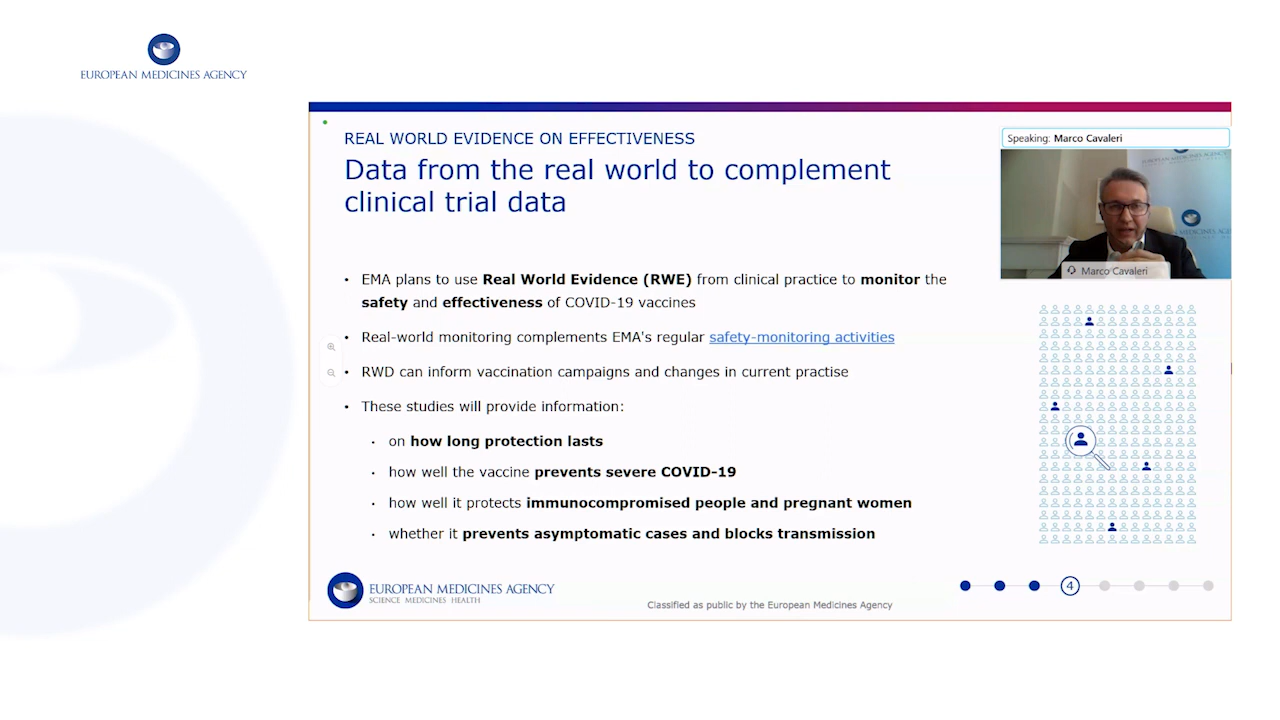 EUROPEAN MEDICINES AGENCY
REAL WORLD EVIDENCE ON EFFECTIVENESS
Data from the real world to complement
clinical trial data
Speaking: Marco Cavaleri
EUROPEAN MEDICINES AGENCY
Marco Cavaleri
• EMA plans to use Real World Evidence (RWE) from clinical practice to monitor the
safety and effectiveness of COVID-19 vaccines
• Real-world monitoring complements EMA's regular safety-monitoring activities
• RWD can inform vaccination campaigns and changes in current practise
• These studies will provide information:
• on how long protection lasts
• how well the vaccine prevents severe COVID-19
• how well it protects immunocompromised people and pregnant women
• whether it prevents asymptomatic cases and blocks transmission
EUROPEAN MEDICINES AGENCY
SCIENCE MEDICINES HEALTH
Classified as public by the European Medicines Agency
4